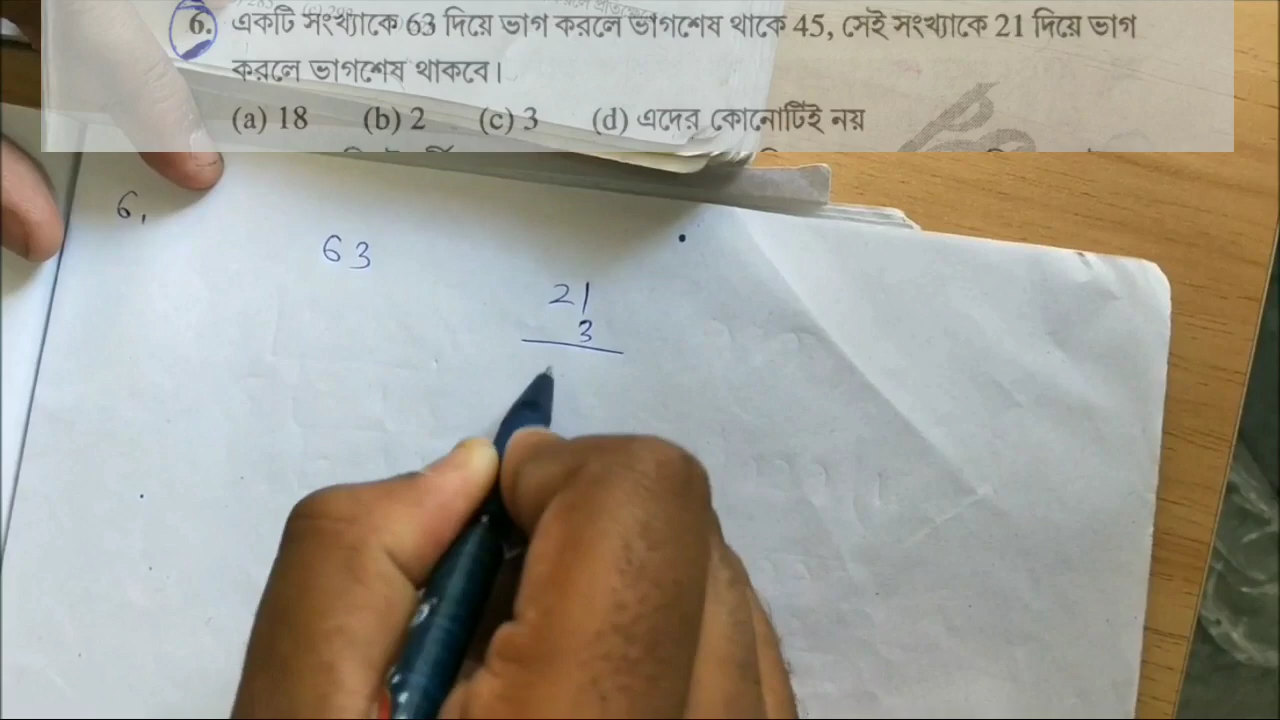 6. একটি সংখ্যাকে 63 দিয়ে ভাগ করলে ভাগশেষ থাকে 45, সেই সংখ্যাকে 21 দিয়ে ভাগ
করলে ভাগশেষ থাকবে।
(a) 18 (b) 2 (c) 3 (d) এদের কোনোটিই নয়
6.
63
21
3